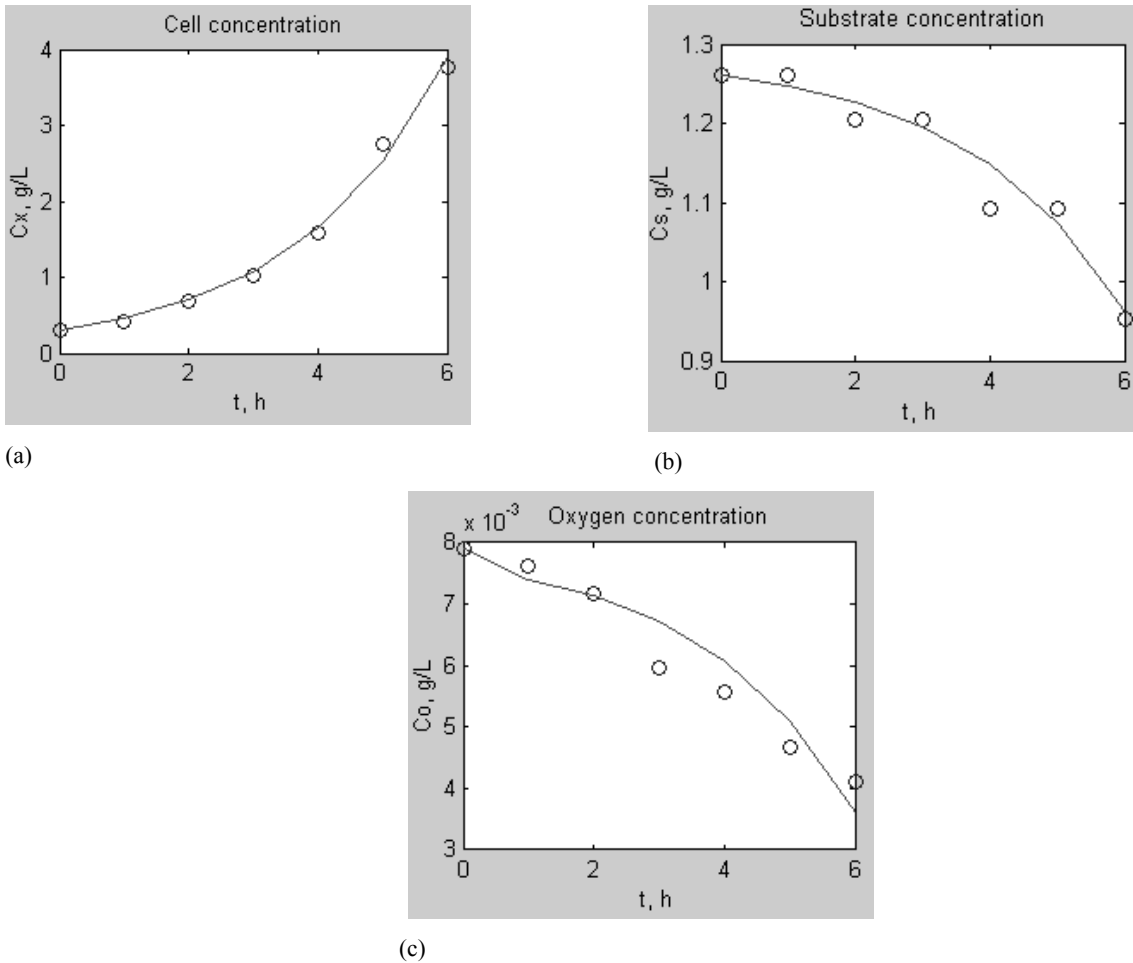 Cell concentration
4
3
2
1
0
Cx, g/L
0 2 4 6
t, h
(a)
Substrate concentration
1.3
1.2
1.1
1
0.9
Cs, g/L
0 2 4 6
t, h
(b)
x 10⁻³ Oxygen concentration
8
7
6
5
4
3
Co, g/L
0 2 4 6
t, h
(c)